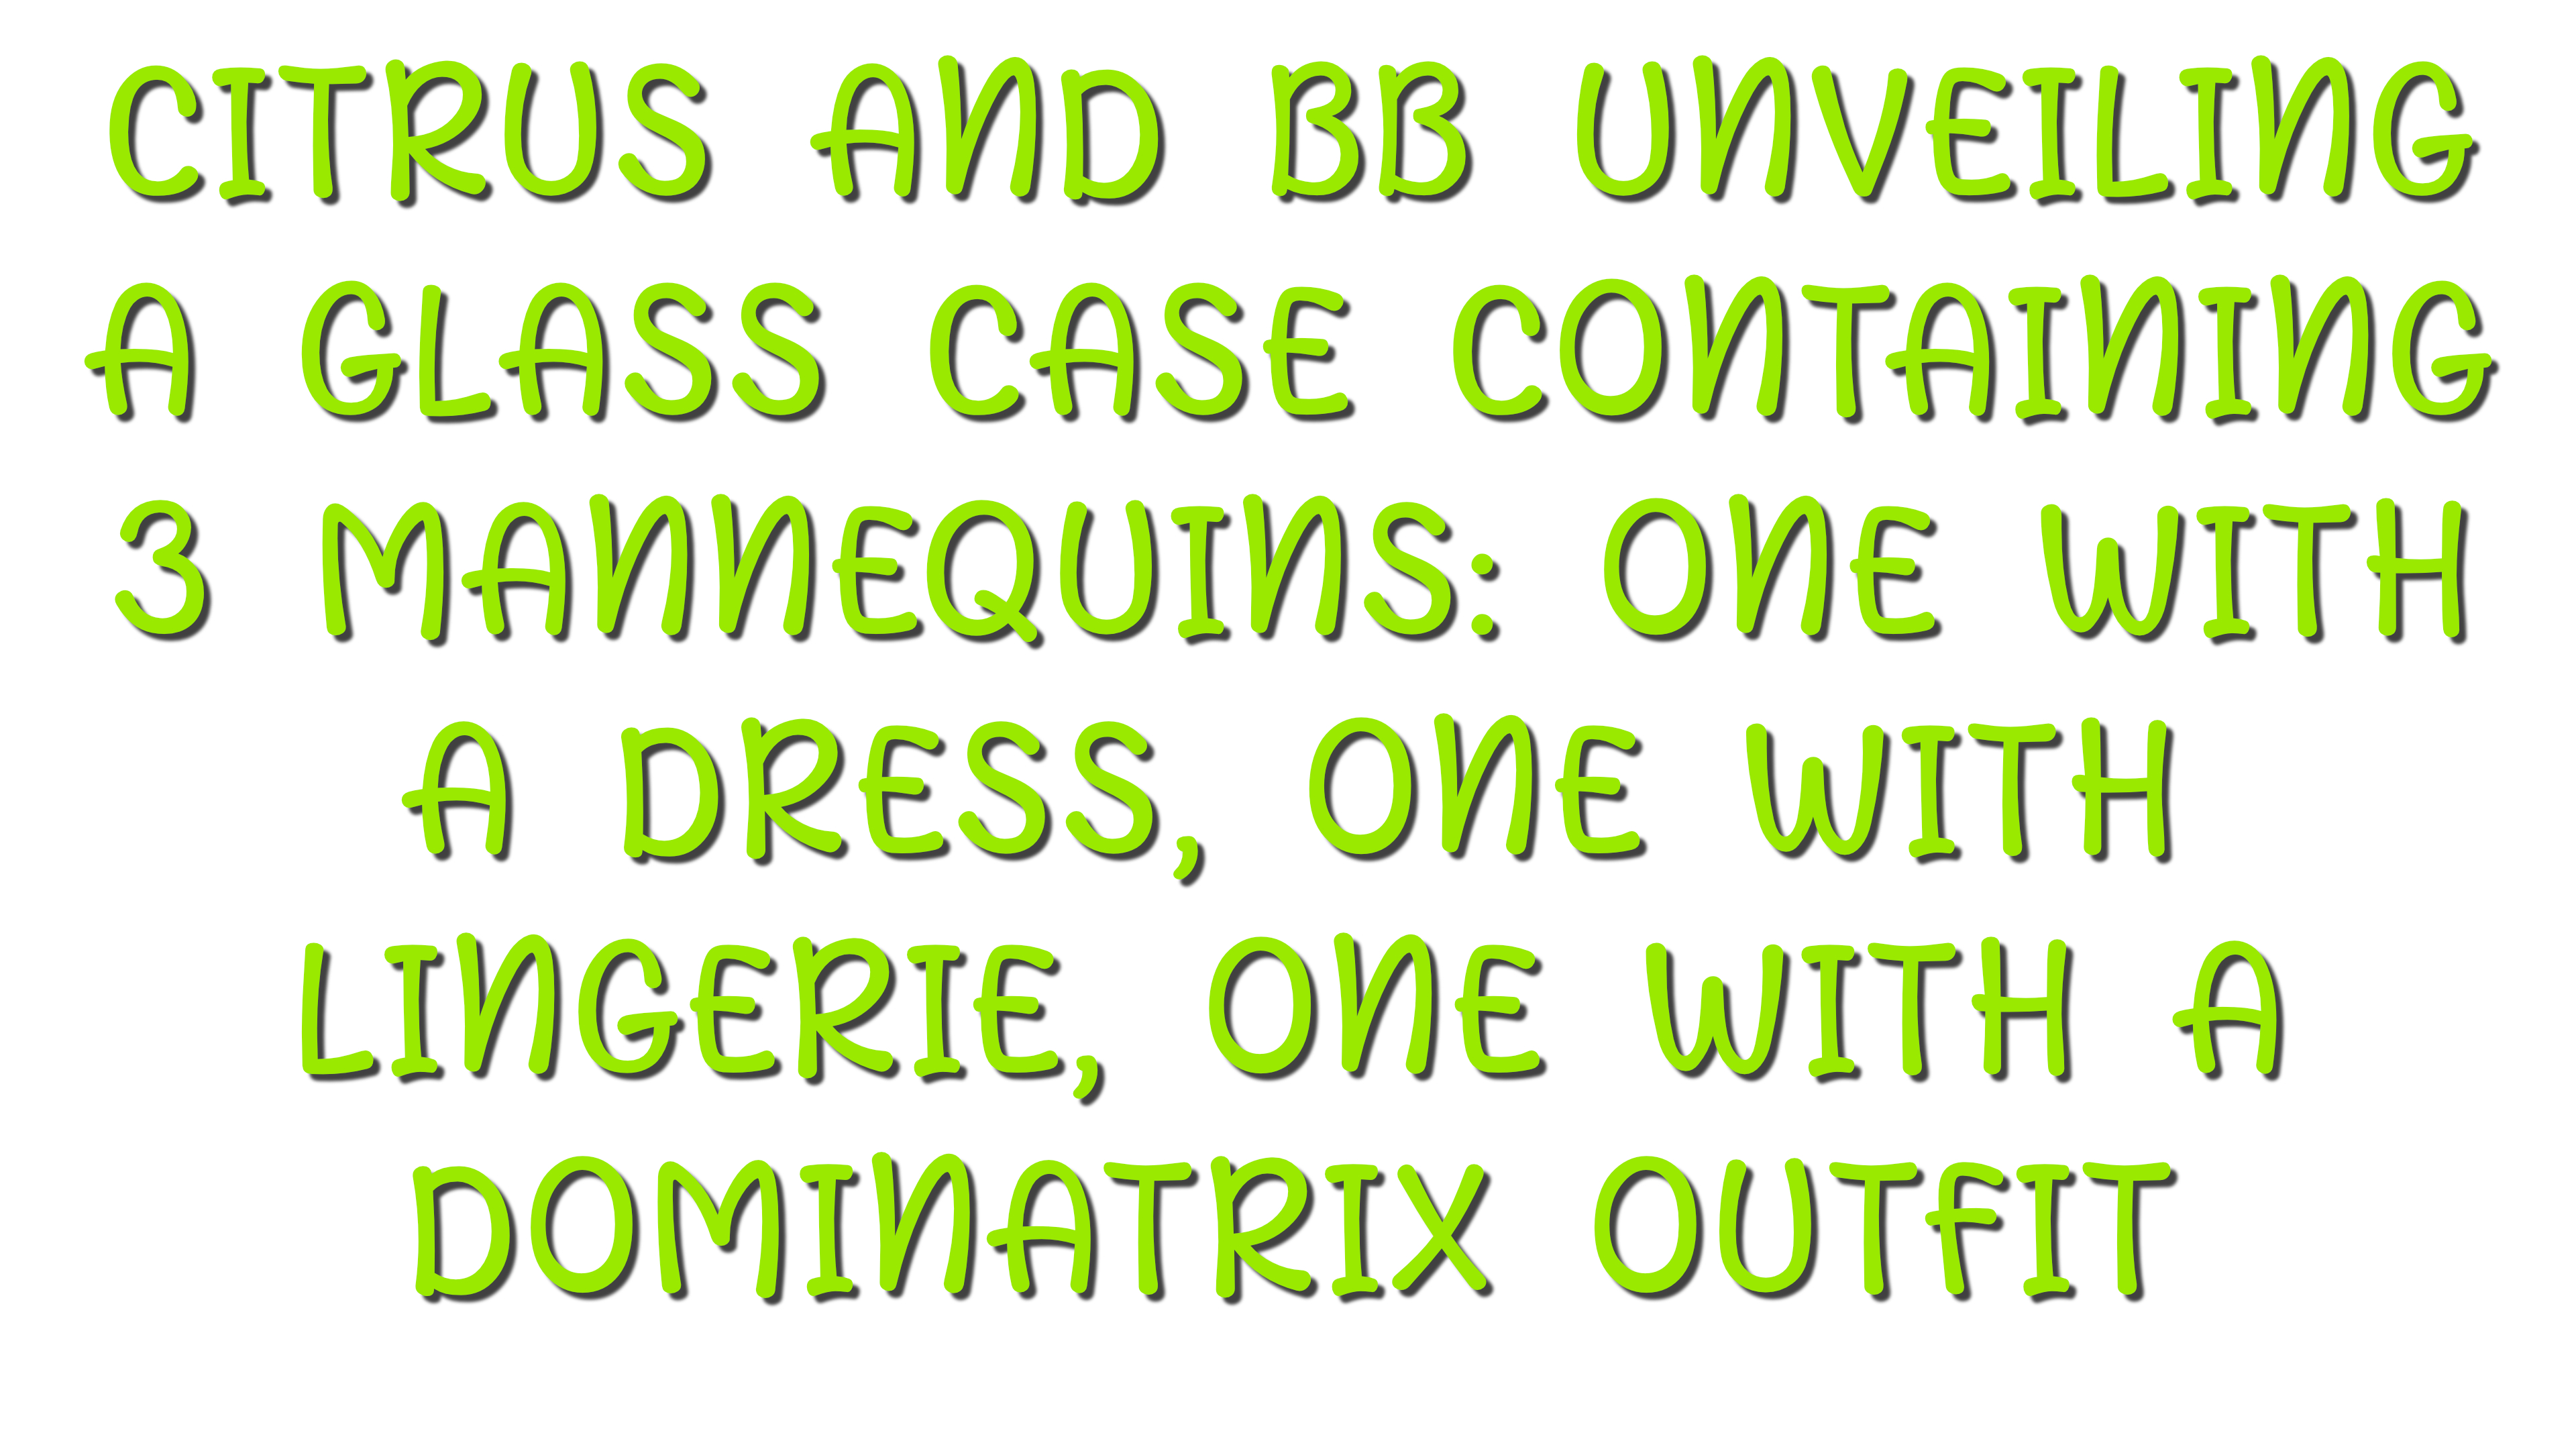 CITRUS AND BB UNVEILING
A GLASS CASE CONTAINING
3 MANNEQUINS: ONE WITH
A DRESS, ONE WITH
LINGERIE, ONE WITH A
DOMINATRIX OUTFIT